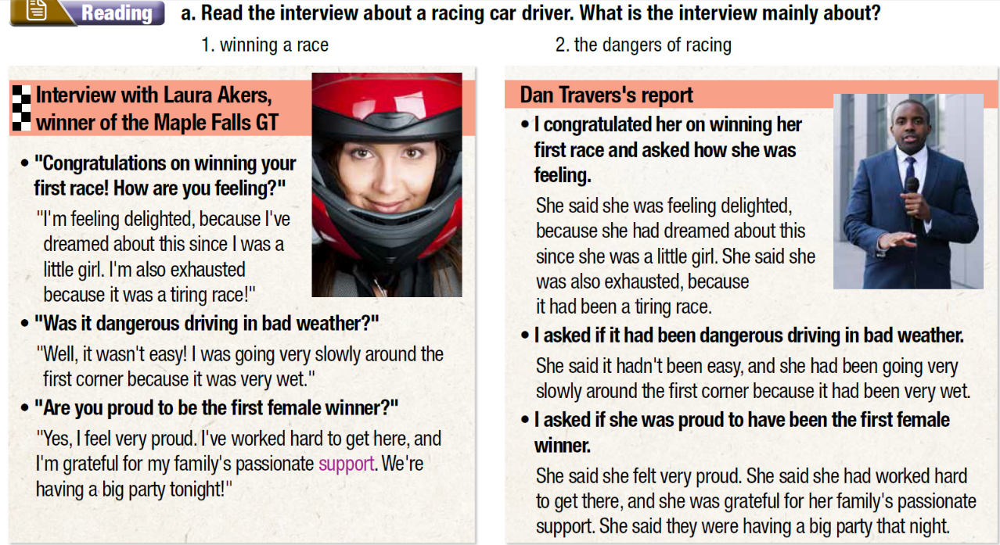 Reading
a. Read the interview about a racing car driver. What is the interview mainly about?
1. winning a race
2. the dangers of racing
Interview with Laura Akers,
winner of the Maple Falls GT
• "Congratulations on winning your
first race! How are you feeling?"
"I'm feeling delighted, because I've
dreamed about this since I was a
little girl. I'm also exhausted
because it was a tiring race!"
• "Was it dangerous driving in bad weather?"
"Well, it wasn't easy! I was going very slowly around the
first corner because it was very wet."
• "Are you proud to be the first female winner?"
"Yes, I feel very proud. I've worked hard to get here, and
I'm grateful for my family's passionate support. We're
having a big party tonight!"
Dan Travers's report
• I congratulated her on winning her
first race and asked how she was
feeling.
She said she was feeling delighted,
because she had dreamed about this
since she was a little girl. She said she
was also exhausted, because
it had been a tiring race.
• I asked if it had been dangerous driving in bad weather.
She said it hadn't been easy, and she had been going very
slowly around the first corner because it had been very wet.
• I asked if she was proud to have been the first female
winner.
She said she felt very proud. She said she had worked hard
to get there, and she was grateful for her family's passionate
support. She said they were having a big party that night.